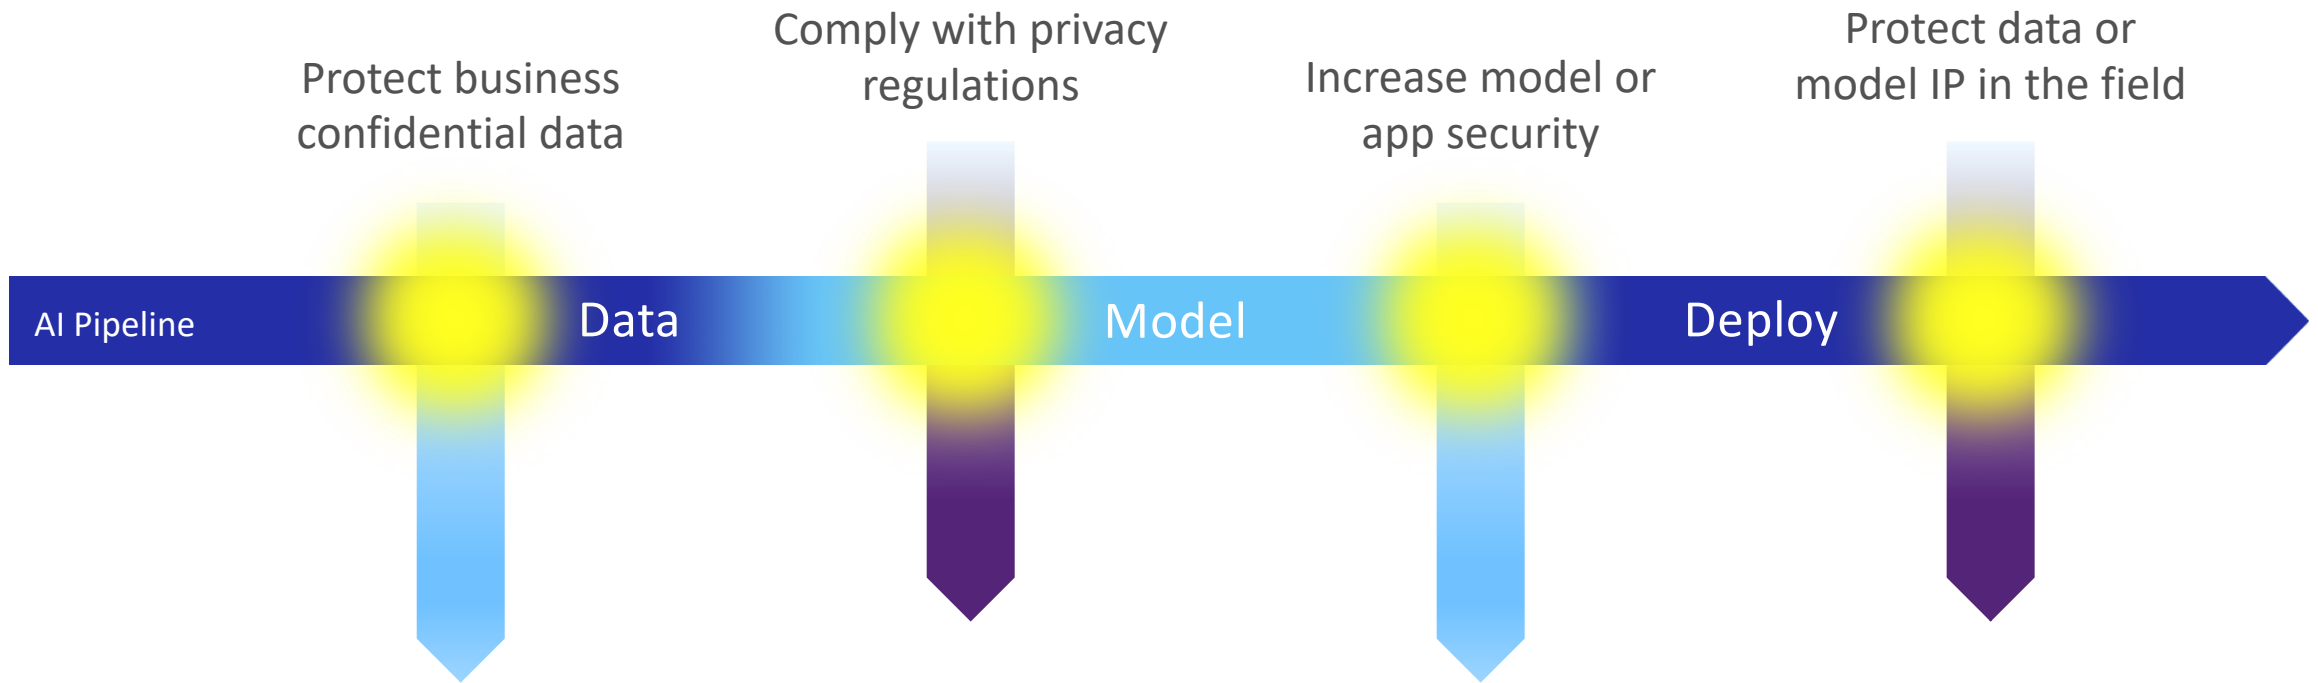 Protect business
confidential data
Comply with privacy
regulations
Increase model or
app security
Protect data or
model IP in the field
AI Pipeline
Data
Model
Deploy